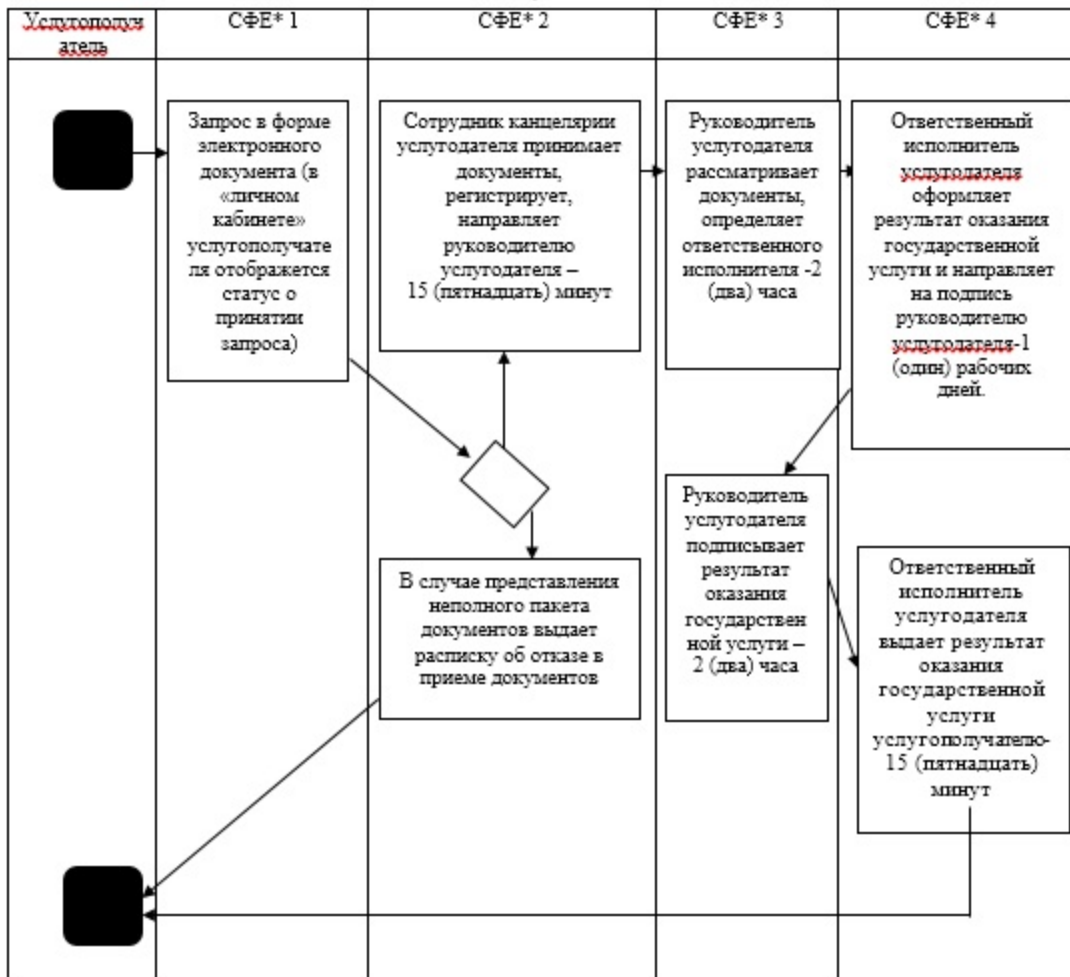 Услугополуч
атель
СФЕ* 1
СФЕ* 2
СФЕ* 3
СФЕ* 4
Запрос в форме
электронного
документа (в
«личном
кабинете»
услугополучате
ля отображется
статус о
принятии
запроса)
Сотрудник канцелярии
услугодателя принимает
документы,
регистрирует,
направляет
руководителю
услугодателя –
15 (пятнадцать) минут
Руководитель
услугодателя
рассматривает
документы,
определяет
ответственного
исполнителя -2
(два) часа
Ответственный
исполнитель
услугодателя
оформляет
результат оказания
государственной
услуги и направляет
на подпись
руководителю
услугодателя-1
(один) рабочих
дней.
В случае представления
неполного пакета
документов выдает
расписку об отказе в
приеме документов
Руководитель
услугодателя
подписывает
результат
оказания
государствен
ной услуги –
2 (два) часа
Ответственный
исполнитель
услугодателя
выдает результат
оказания
государственной
услуги
услугополучателю-
15 (пятнадцать)
минут